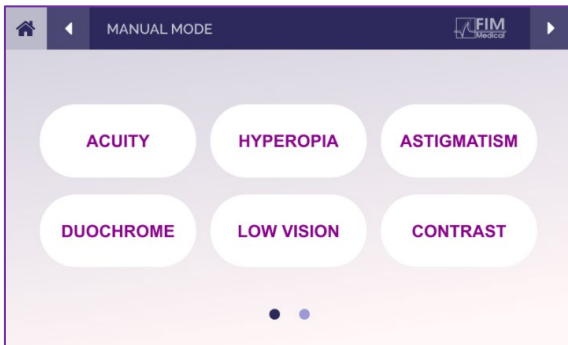 MANUAL MODE
FIM
Medical
ACUITY HYPEROPIA ASTIGMATISM
DUOCHROME LOW VISION CONTRAST